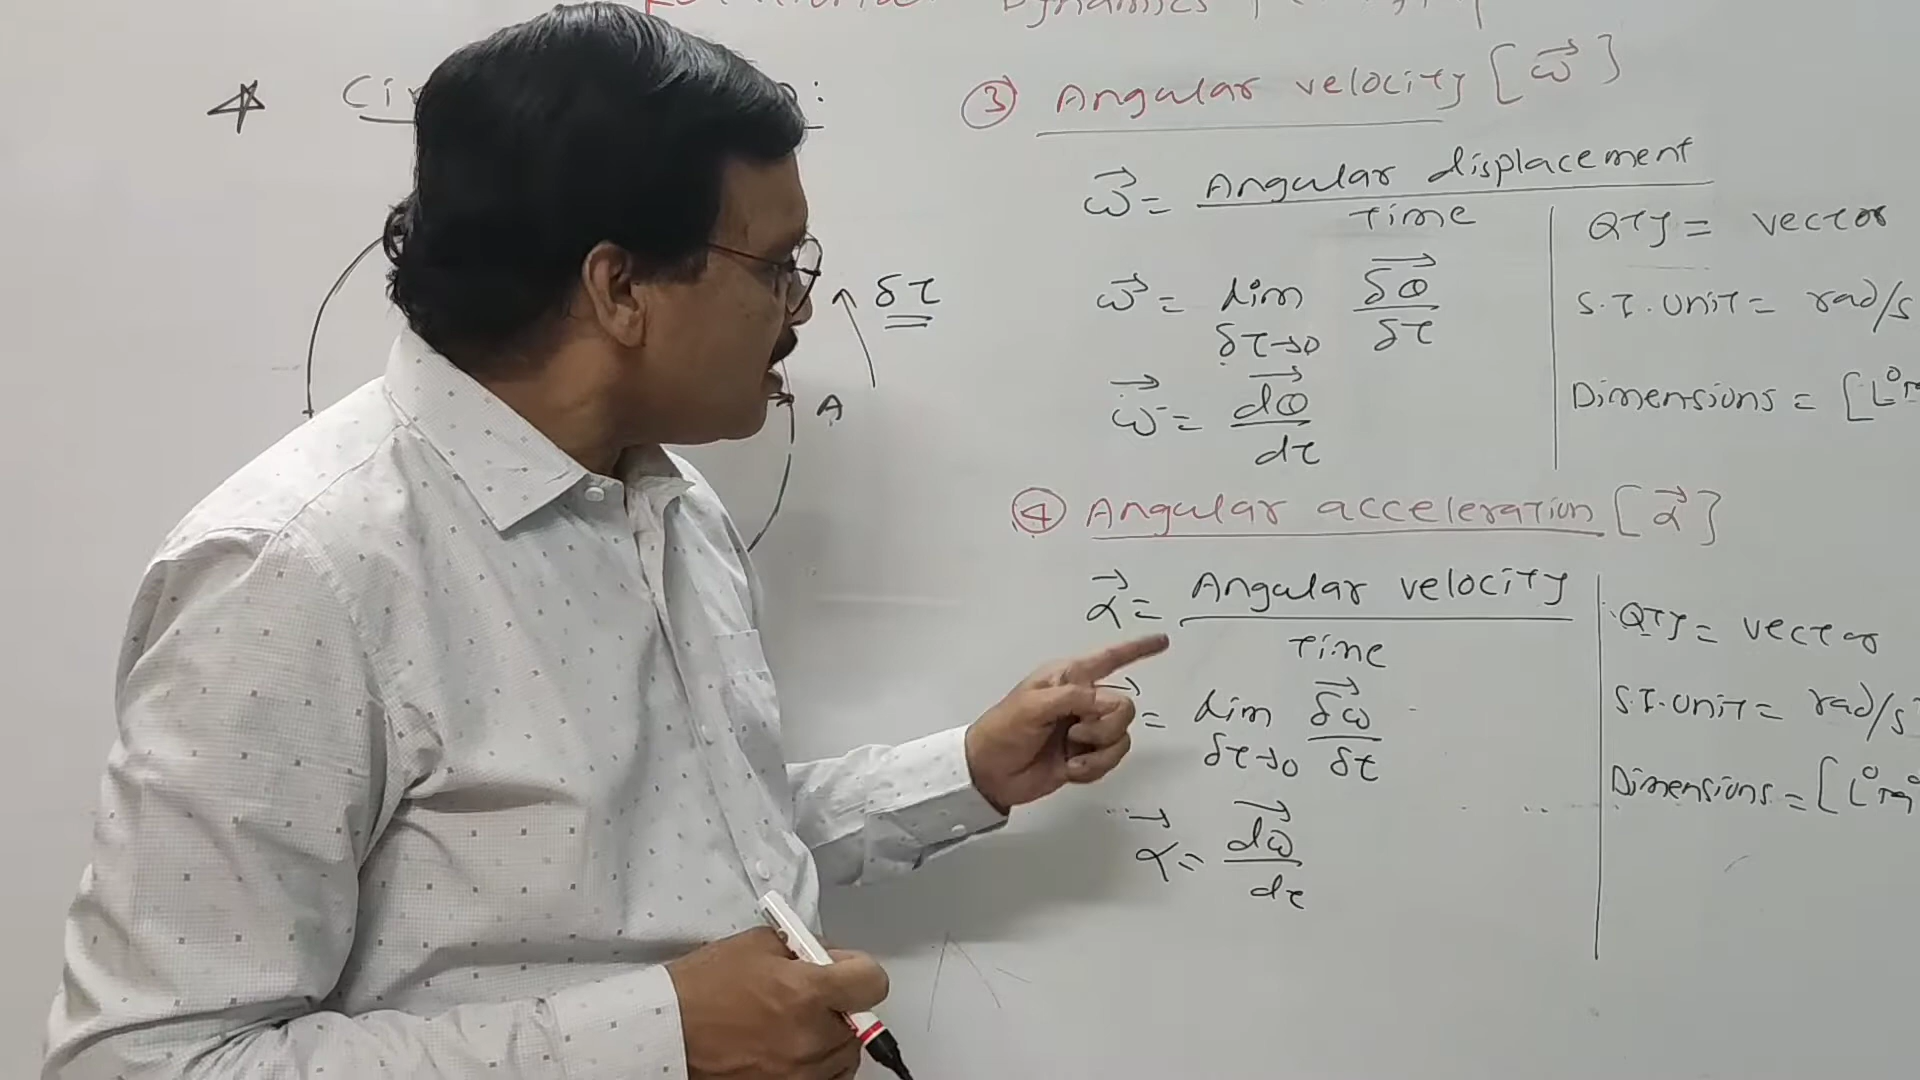 Dynamics
③ Angular velocity [ω⃗]
ω⃗ = Angular displacement
Time
ω⃗ = lim δθ⃗
δt→0 δt
ω⃗ = dθ⃗
dt
QTY = vector
S.I. unit = rad/s
Dimensions = [L⁰
④ Angular acceleration [α⃗]
α⃗ = Angular velocity
Time
= lim δω⃗
δt→0 δt
α⃗ = dω⃗
dt
QTY = vector
S.I. unit = rad/s
Dimensions = [L⁰M⁰
δt
A